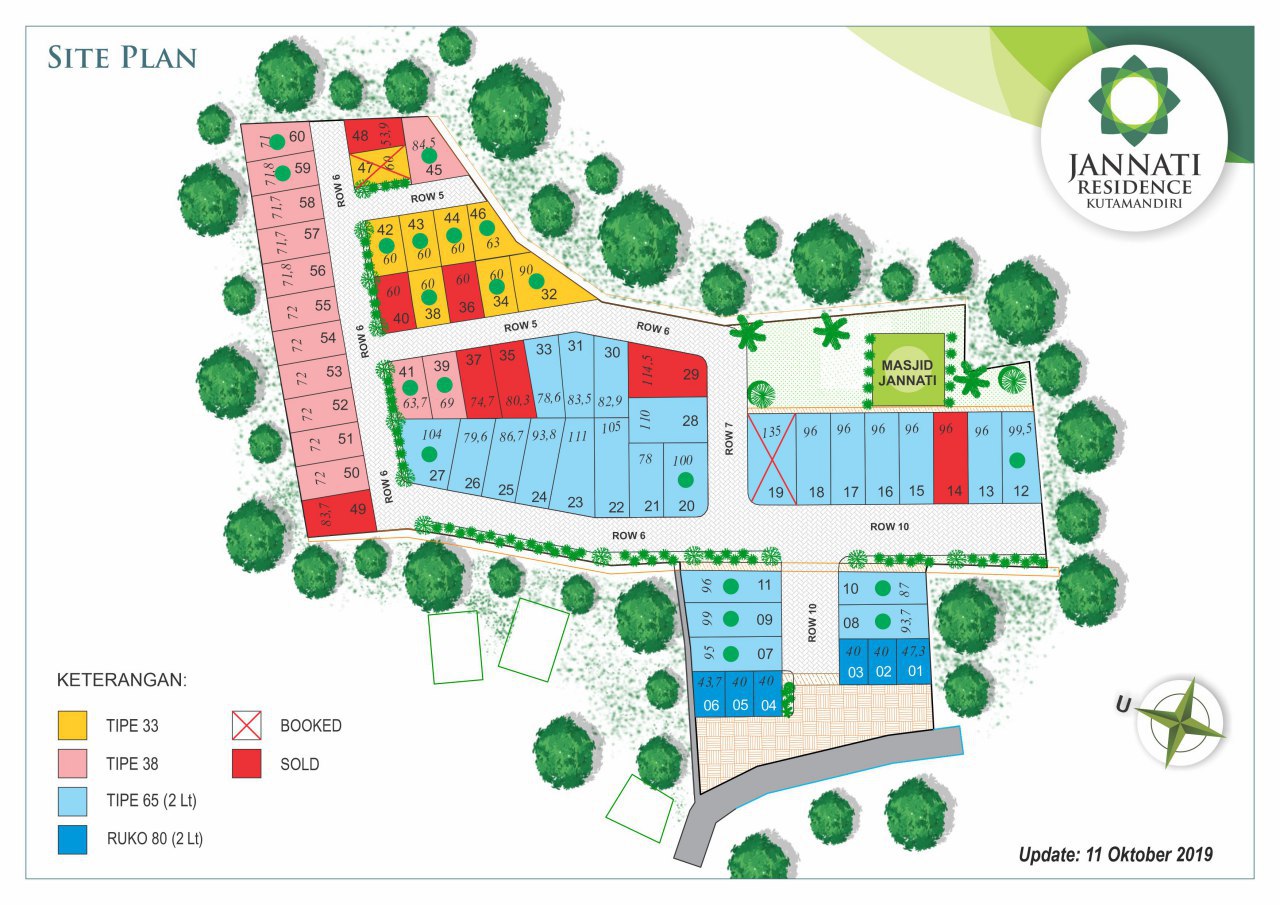 SITE PLAN
JANNATI
RESIDENCE
KUTAMANDIRI
71 60
71,8 59
71,7 58
71,7 57
71,8 56
72 55
72 54
72 53
72 52
72 51
72 50
83,7 49
ROW 6
ROW 6
ROW 6
48 53,9
47 60
84,5
45
ROW 5
42 43 44 46
60 60 60 63
60 60 60 60 90
40 38 36 34 32
ROW 5
ROW 6
41 39 37 35 33 31 30
63,7 69 74,7 80,3 78,6 83,5 82,9
114,5 29
110 28
104 79,6 86,7 93,8 111 105 78 100
27 26 25 24 23 22 21 20
ROW 7
ROW 6
MASJID
JANNATI
135 96 96 96 96 96 96 99,5
19 18 17 16 15 14 13 12
ROW 10
ROW 10
96 11
99 09
95 07
43,7 40 40
06 05 04
10 87
08 93,7
40 40 47,3
03 02 01
KETERANGAN:
TIPE 33
TIPE 38
TIPE 65 (2 Lt)
RUKO 80 (2 Lt)
BOOKED
SOLD
U
Update: 11 Oktober 2019